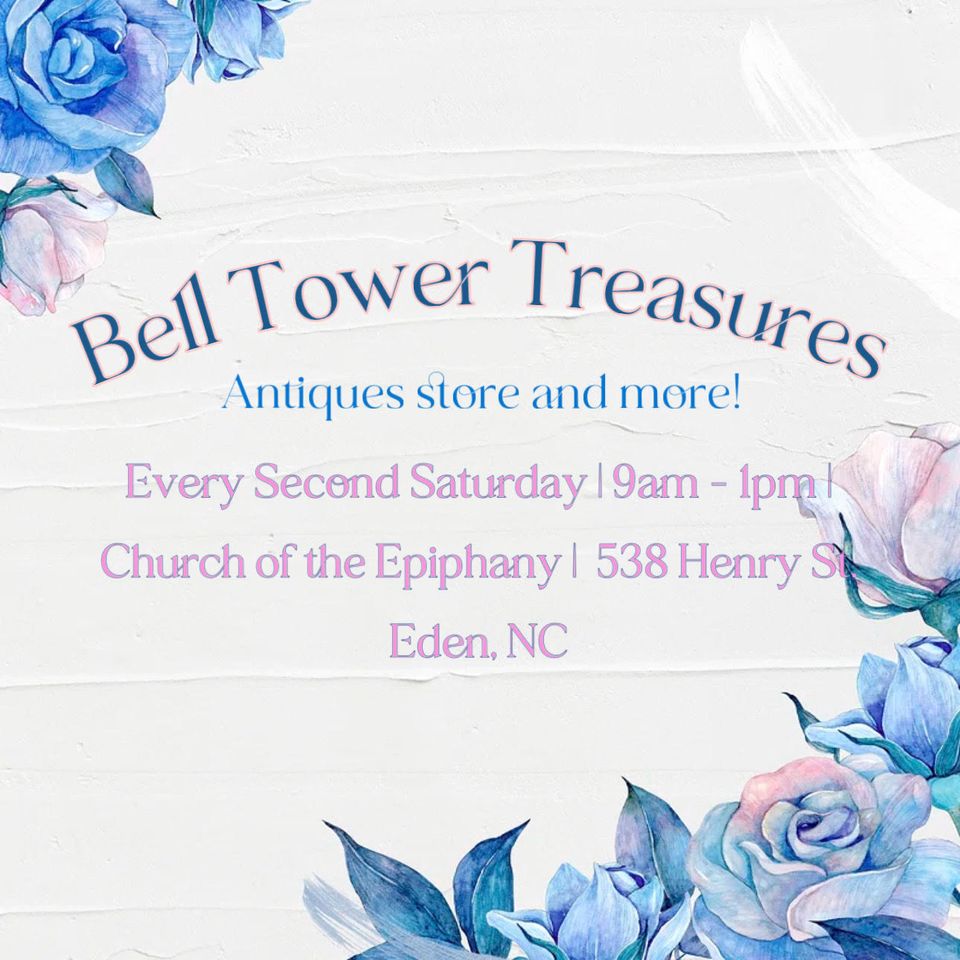 Bell Tower Treasures
Antiques store and more!
Every Second Saturday | 9am - 1pm |
Church of the Epiphany | 538 Henry St.
Eden, NC